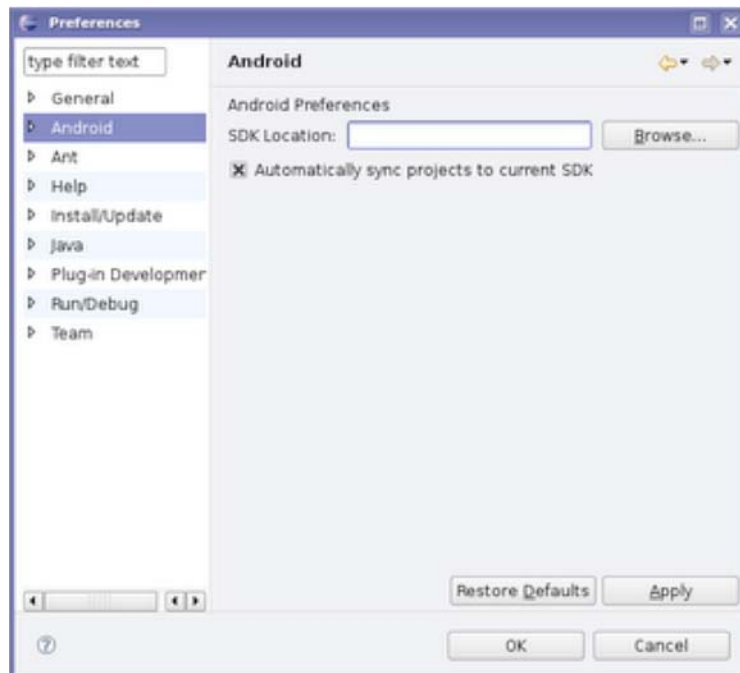 Preferences
type filter text
General
Android
Ant
Help
Install/Update
Java
Plug-in Developmer
Run/Debug
Team
Android
Android Preferences
SDK Location:
Browse...
Automatically sync projects to current SDK
Restore Defaults
Apply
OK
Cancel